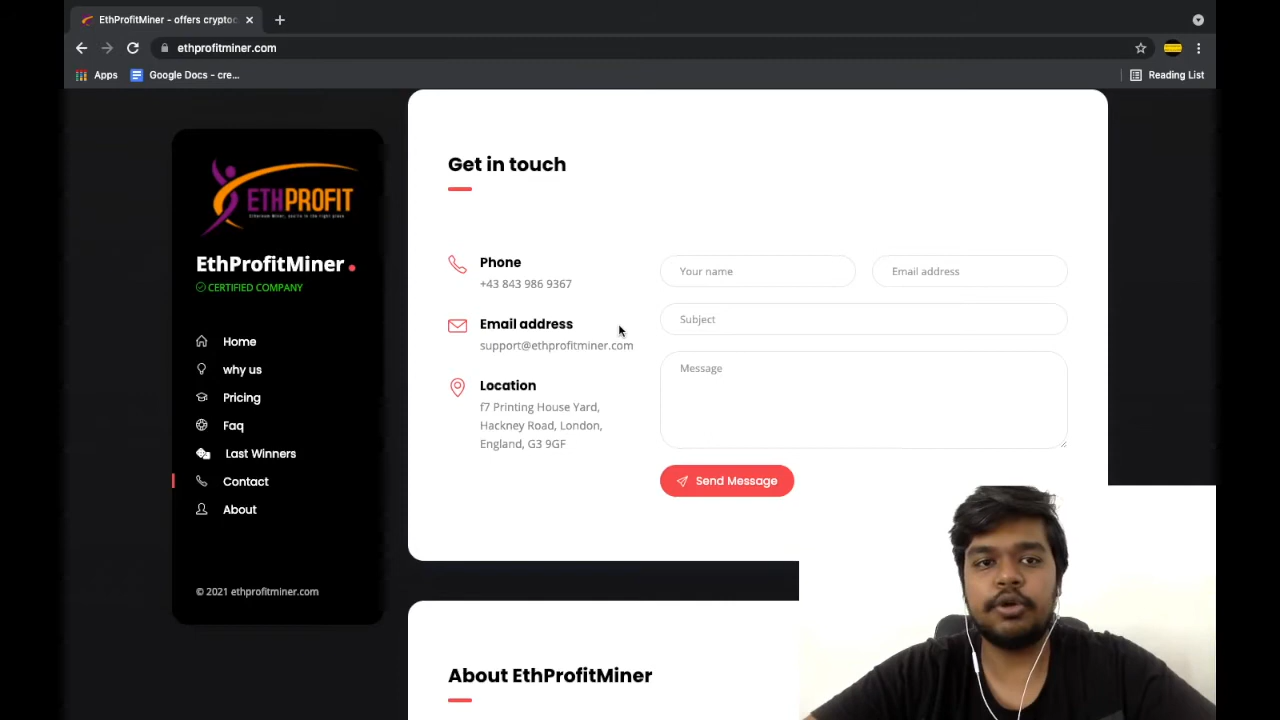 EthProfitMiner - offers crypto
ethprofitminer.com
Apps
Google Docs - cre...
Reading List
ETHPROFIT
EthProfitMiner.
CERTIFIED COMPANY
Home
why us
Pricing
Faq
Last Winners
Contact
About
© 2021 ethprofitminer.com
Get in touch
Phone
+43 843 986 9367
Email address
support@ethprofitminer.com
Location
f7 Printing House Yard,
Hackney Road, London,
England, G3 9GF
Your name
Email address
Subject
Message
Send Message
About EthProfitMiner